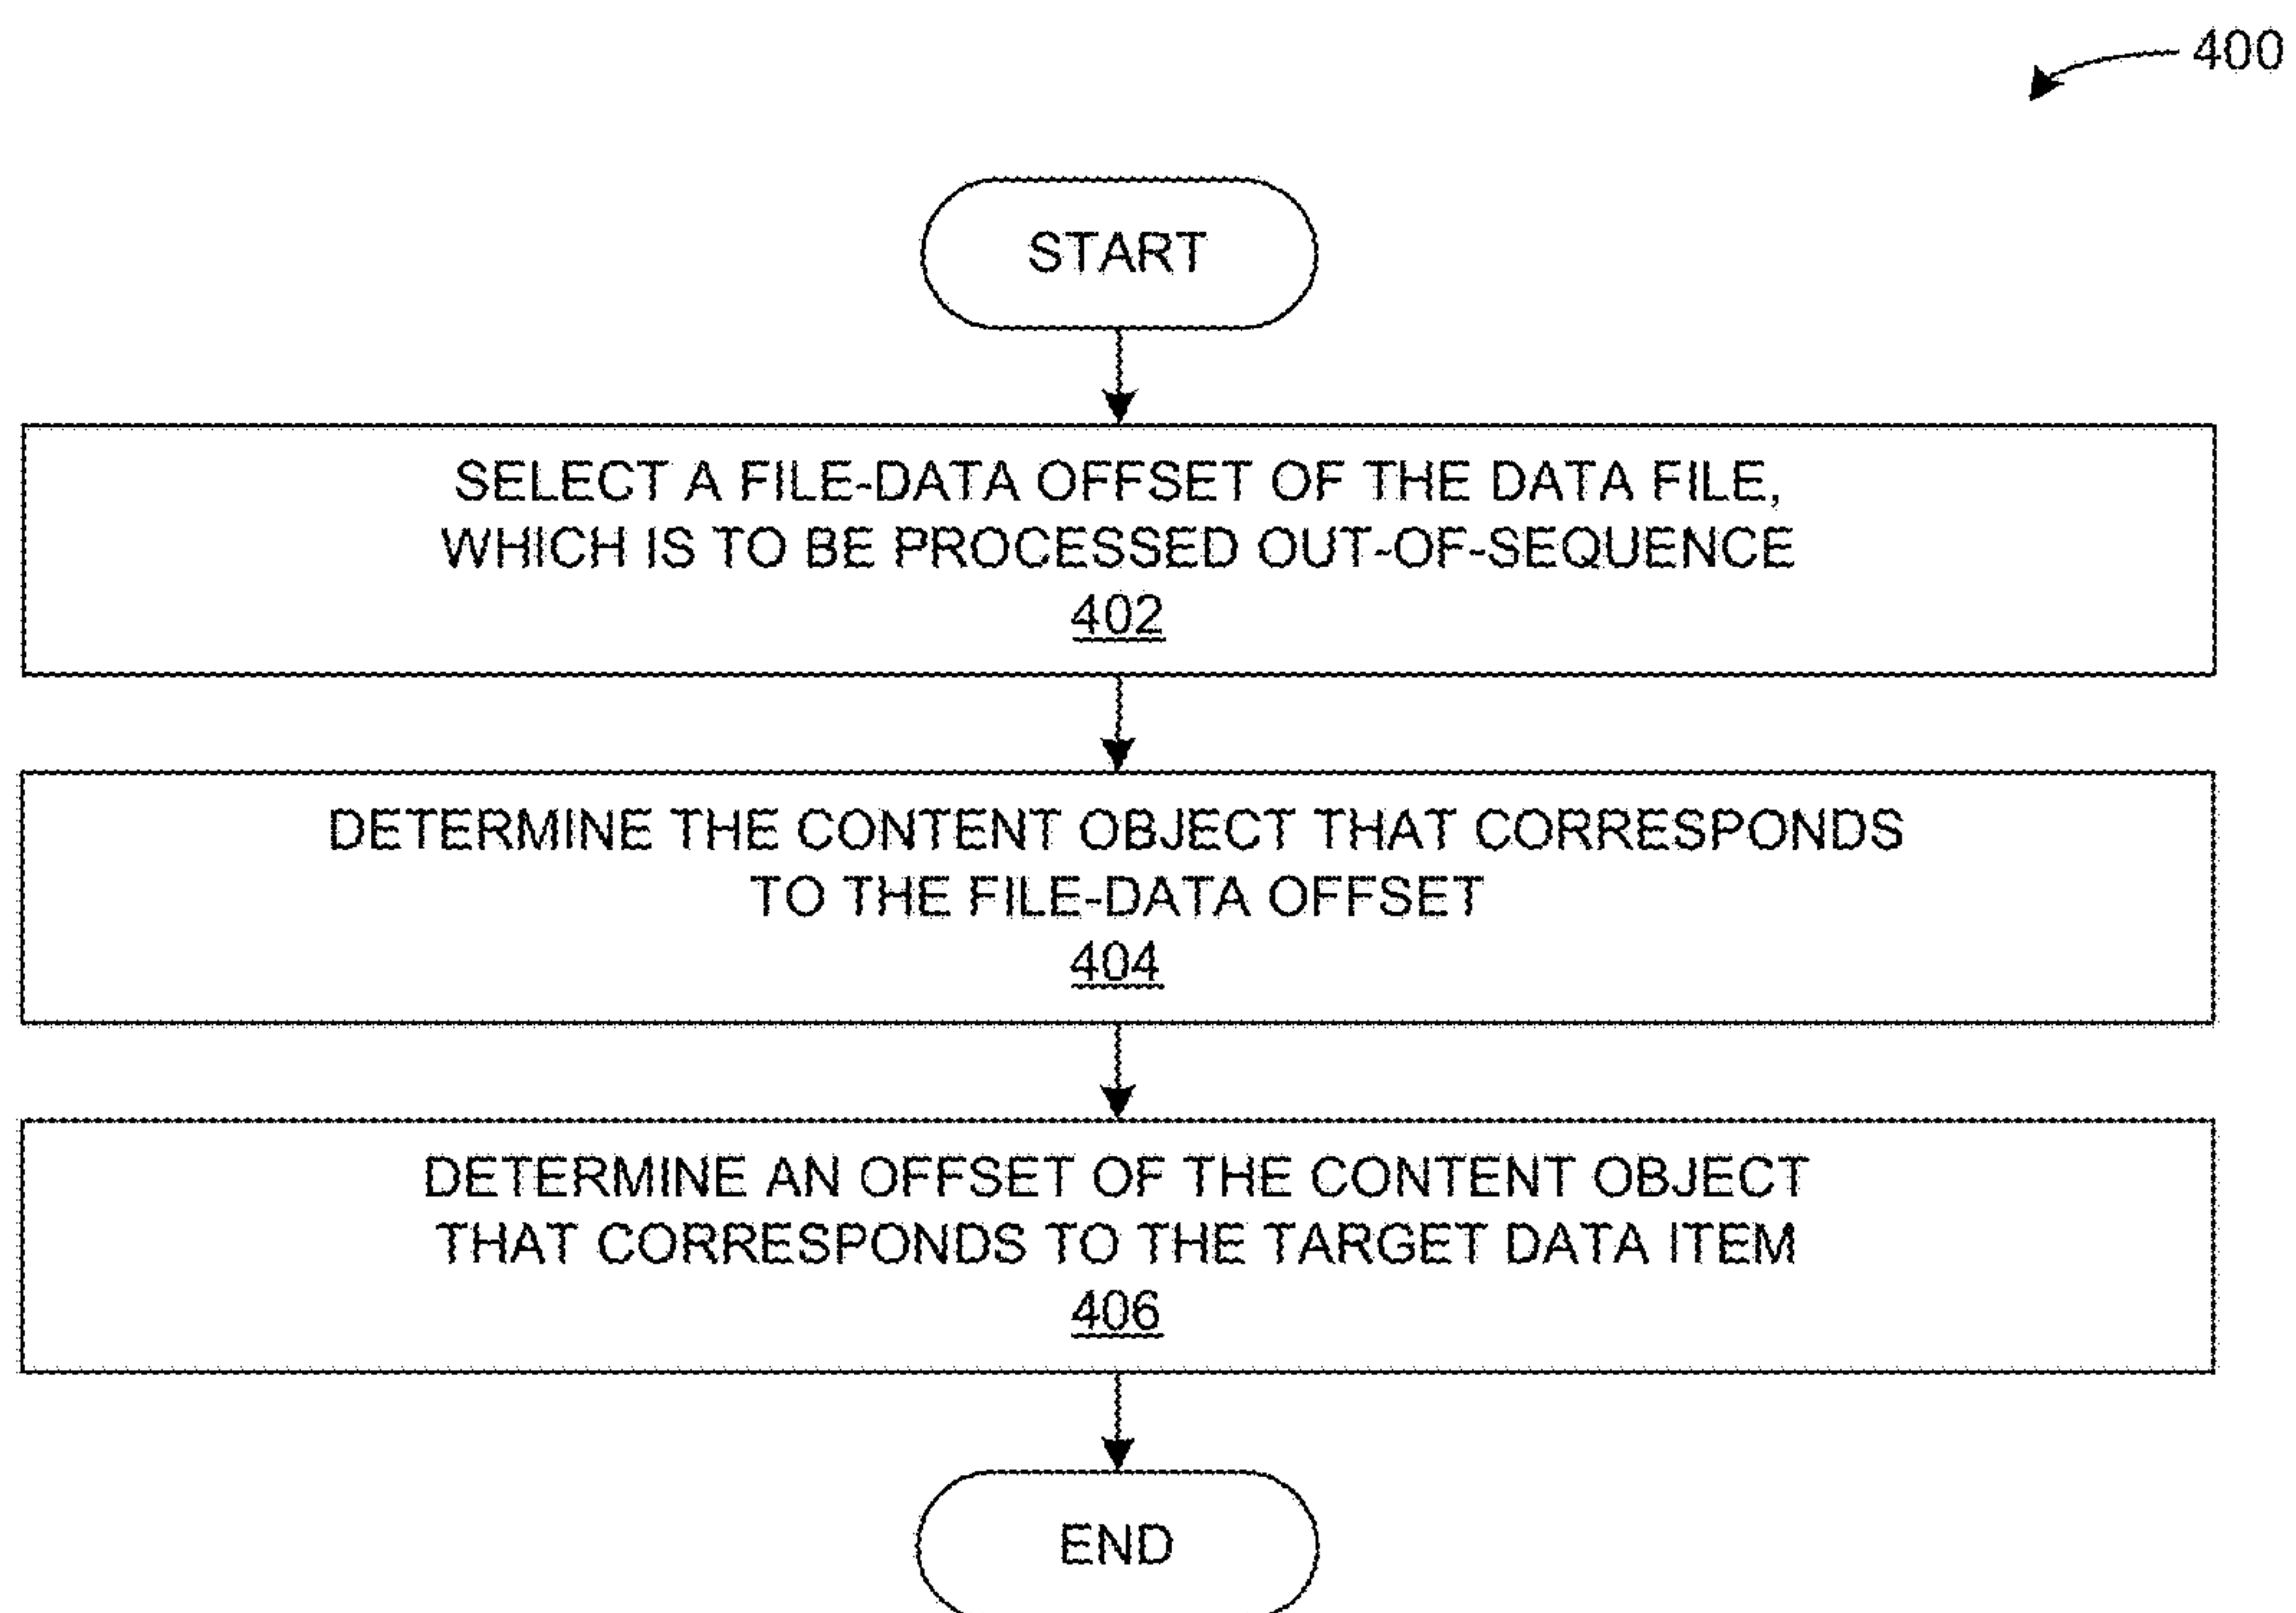 400
START
SELECT A FILE-DATA OFFSET OF THE DATA FILE,
WHICH IS TO BE PROCESSED OUT-OF-SEQUENCE
402
DETERMINE THE CONTENT OBJECT THAT CORRESPONDS
TO THE FILE-DATA OFFSET
404
DETERMINE AN OFFSET OF THE CONTENT OBJECT
THAT CORRESPONDS TO THE TARGET DATA ITEM
406
END